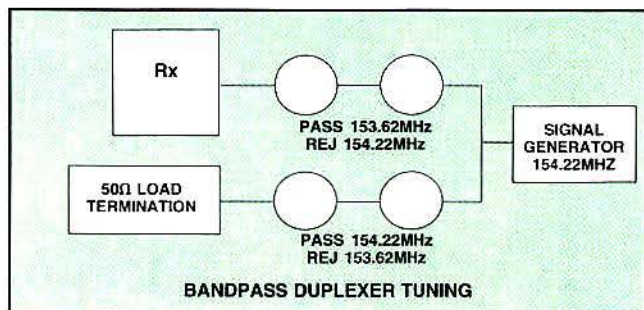 Rx
PASS 153.62MHz
REJ 154.22MHz
SIGNAL
GENERATOR
154.22MHZ
50Ω LOAD
TERMINATION
PASS 154.22MHz
REJ 153.62MHz
BANDPASS DUPLEXER TUNING